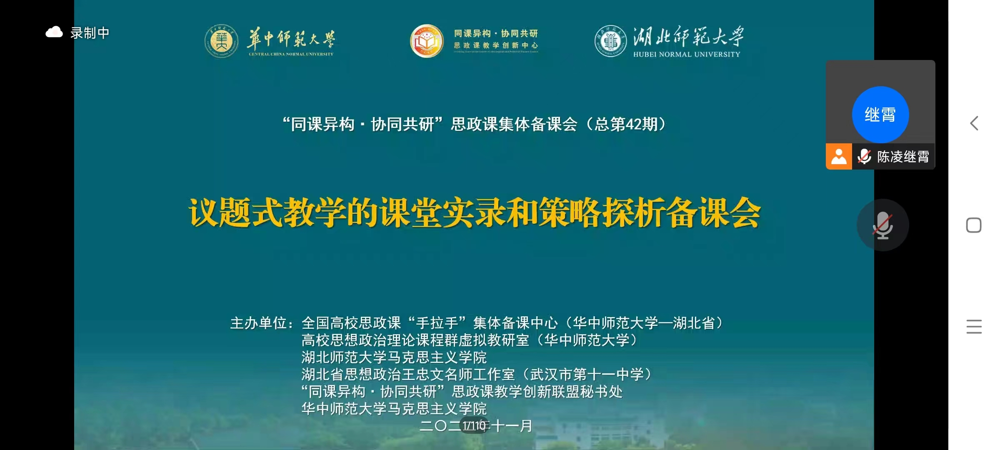 录制中
華中師範大學
CENTRAL CHINA NORMAL UNIVERSITY
同课异构·协同共研
思政课教学创新中心
湖北師範大學
HUBEI NORMAL UNIVERSITY
“同课异构·协同共研”思政课集体备课会（总第42期）
继霄
陈凌继霄
议题式教学的课堂实录和策略探析备课会
主办单位：全国高校思政课“手拉手”集体备课中心（华中师范大学—湖北省）
高校思想政治理论课程群虚拟教研室（华中师范大学）
湖北师范大学马克思主义学院
湖北省思想政治王忠文名师工作室（武汉市第十一中学）
“同课异构·协同共研”思政课教学创新联盟秘书处
华中师范大学马克思主义学院
二〇二 年十一月
1/110